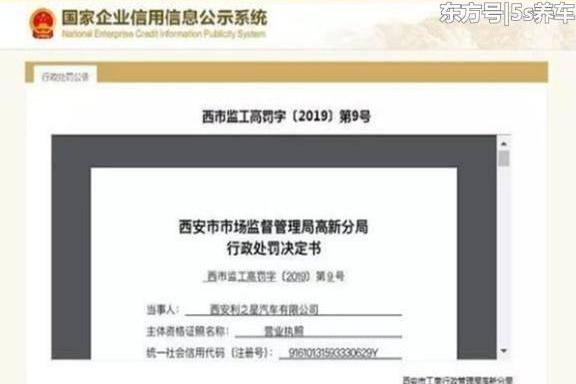 国家企业信用信息公示系统
National Enterprise Credit Information Publicity System
东方号|5s养车
行政处罚公告
西市监工高罚字〔2019〕第9号
西安市市场监督管理局高新分局
行政处罚决定书
西市监工高罚字〔2019〕第9号
当事人： 西安利之星汽车有限公司
主体资格证照名称： 营业执照
统一社会信用代码（注册号）： 91610131593330629Y
西安市工商行政管理局高新分局